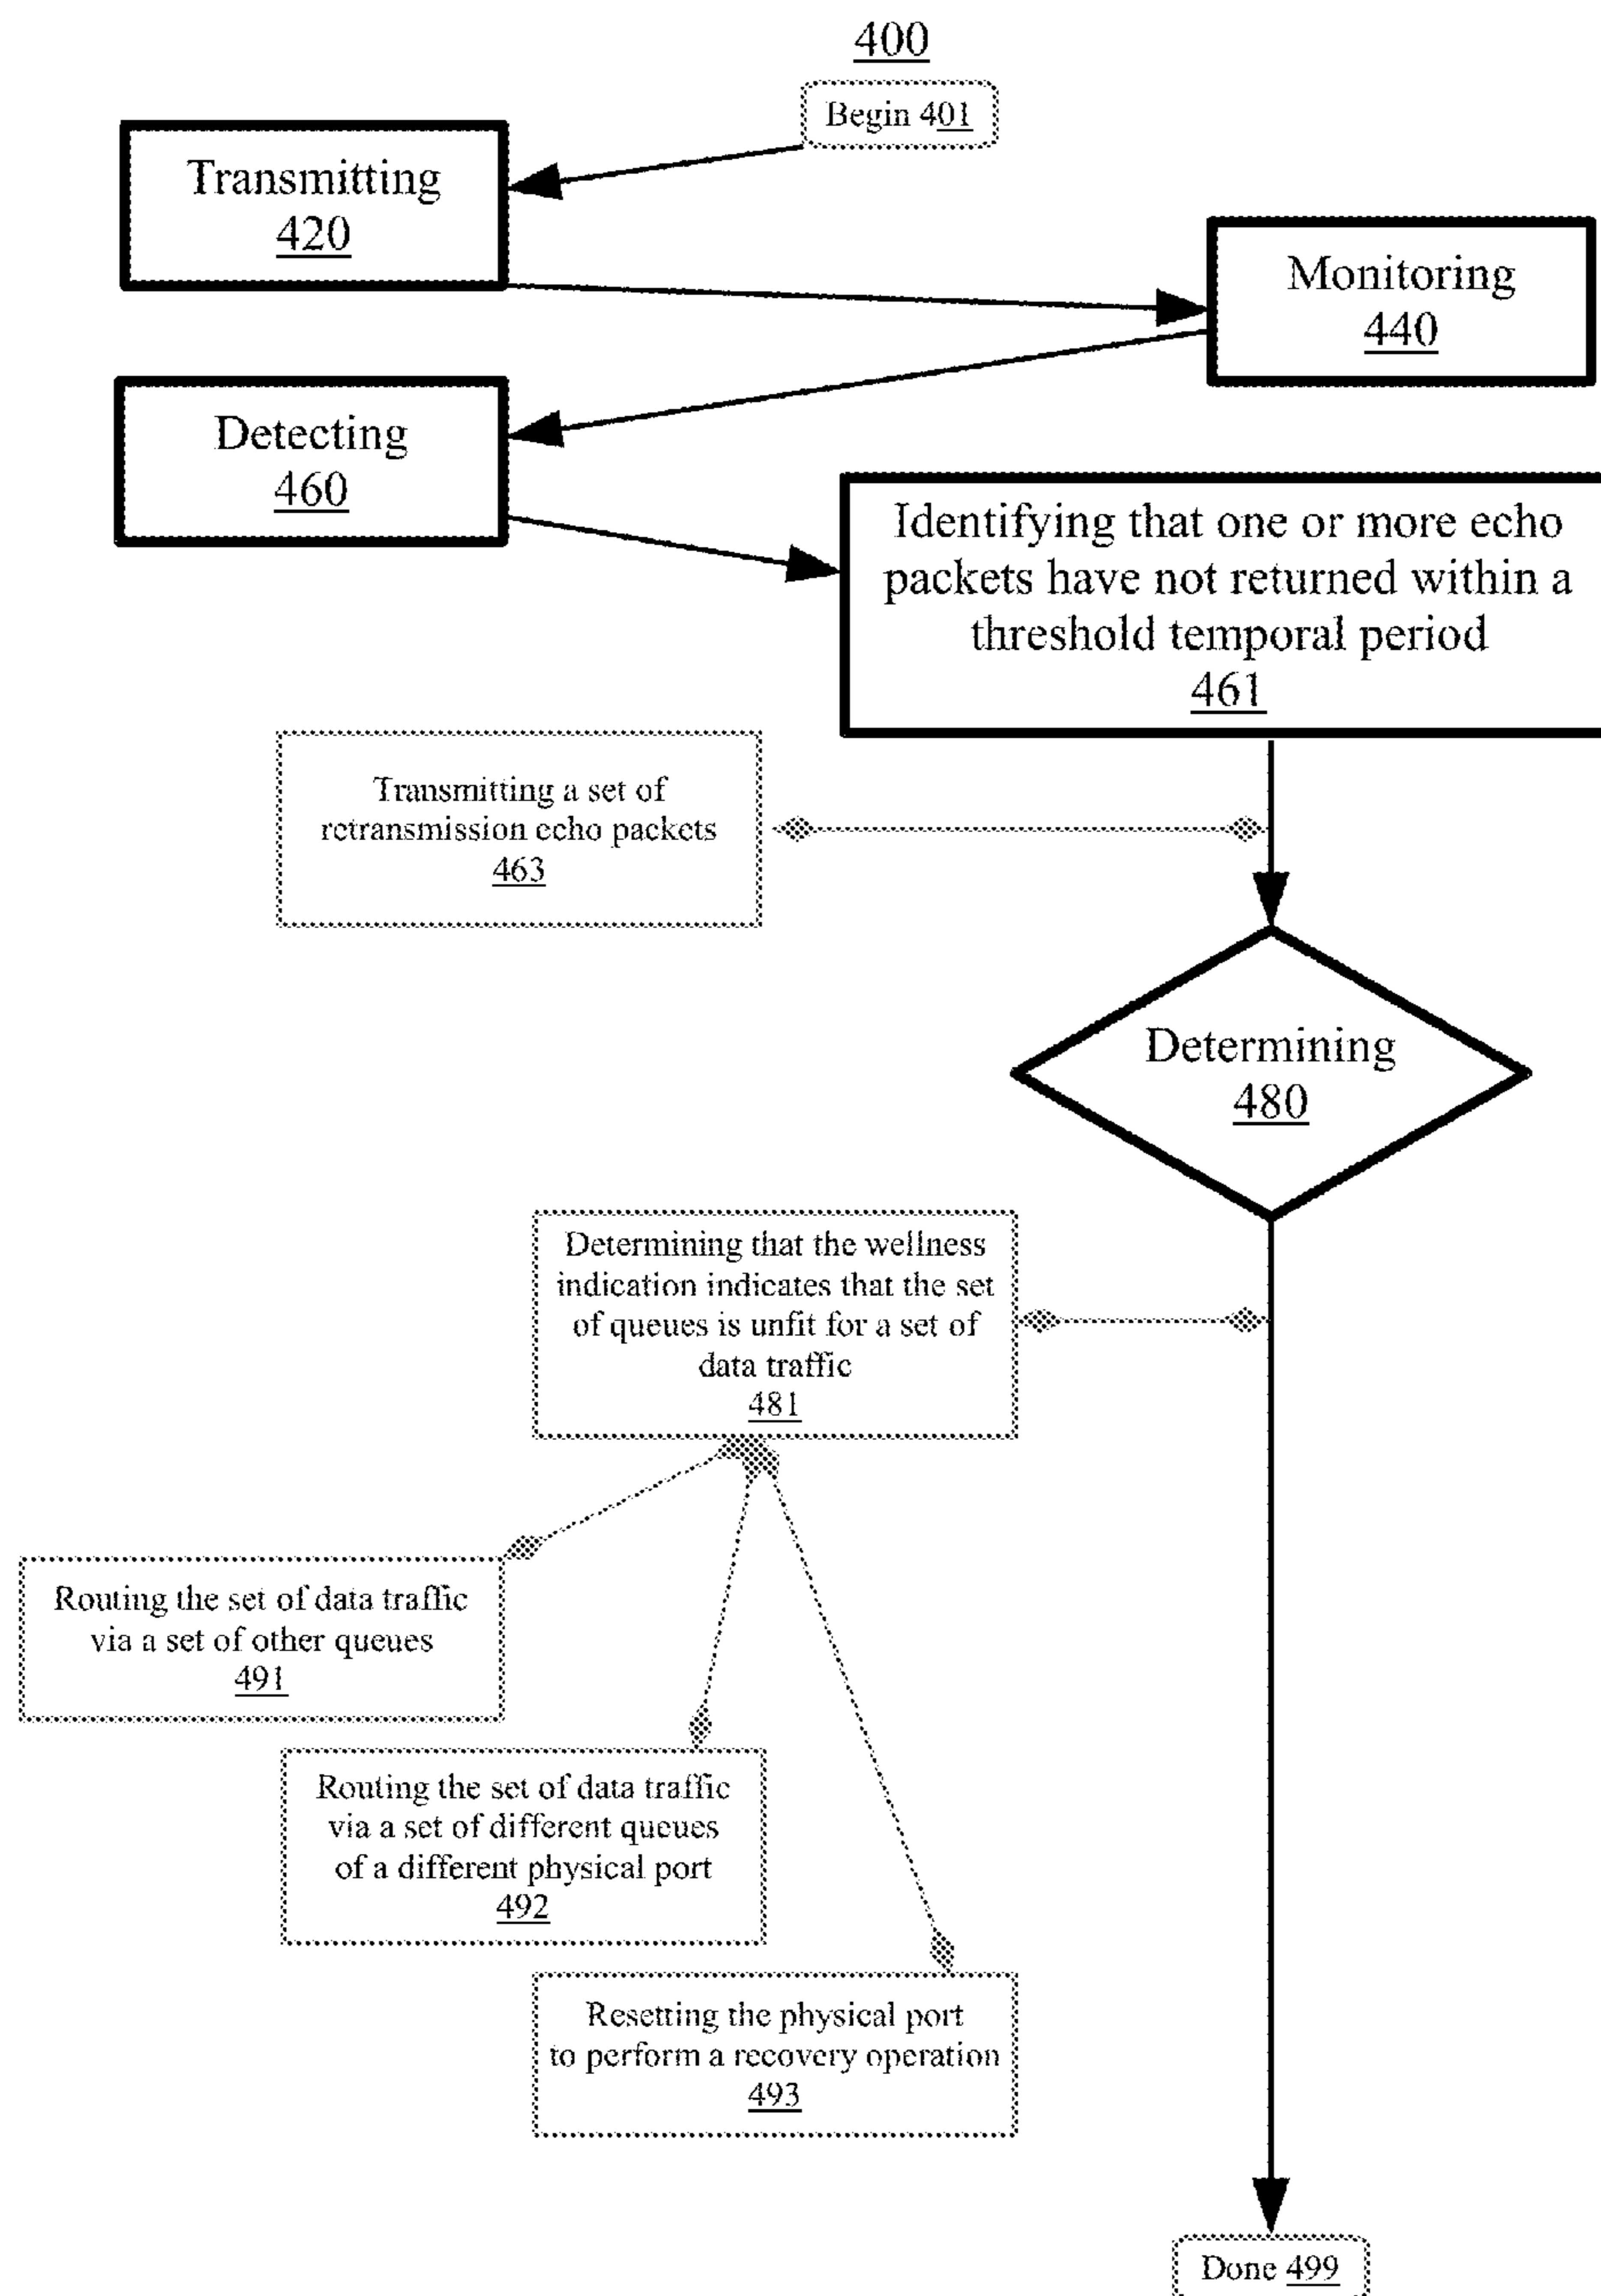 400
Begin 401
Transmitting
420
Monitoring
440
Detecting
460
Identifying that one or more echo
packets have not returned within a
threshold temporal period
461
Transmitting a set of
retransmission echo packets
463
Determining
480
Determining that the wellness
indication indicates that the set
of queues is unfit for a set of
data traffic
481
Routing the set of data traffic
via a set of other queues
491
Routing the set of data traffic
via a set of different queues
of a different physical port
492
Resetting the physical port
to perform a recovery operation
493
Done 499